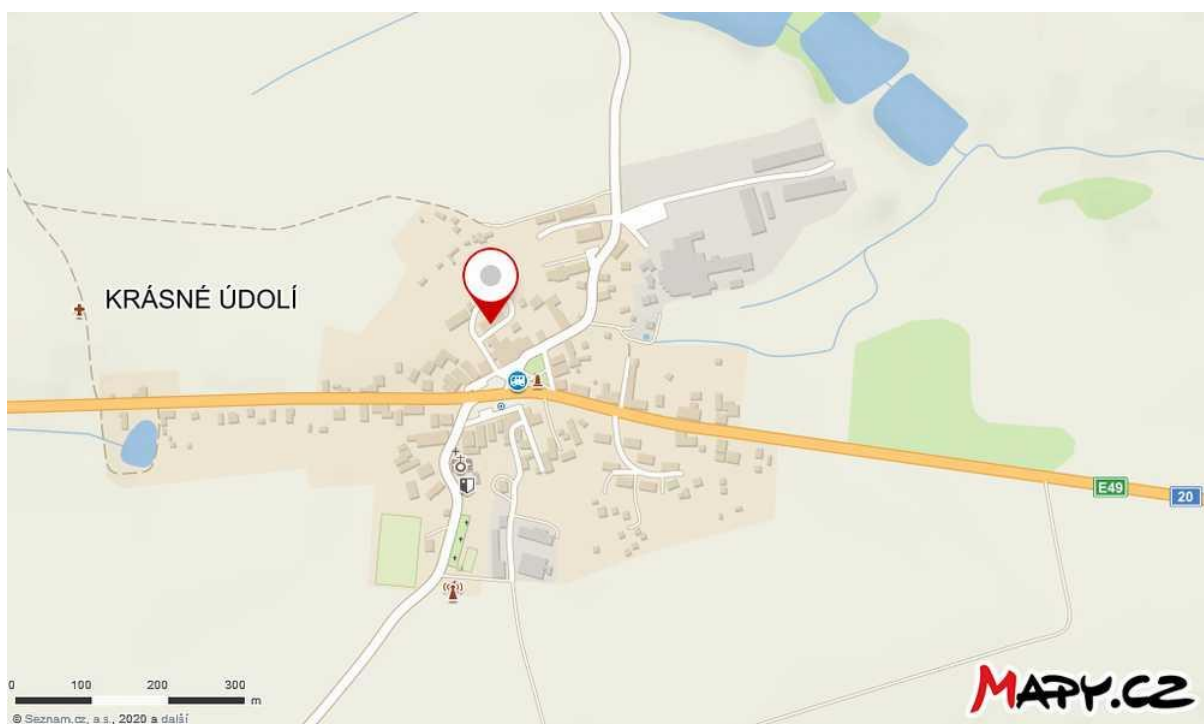 KRÁSNÉ ÚDOLÍ
E49
20
0 100 200 300
m
© Seznam.cz, a.s., 2020 a další
MAPY.CZ